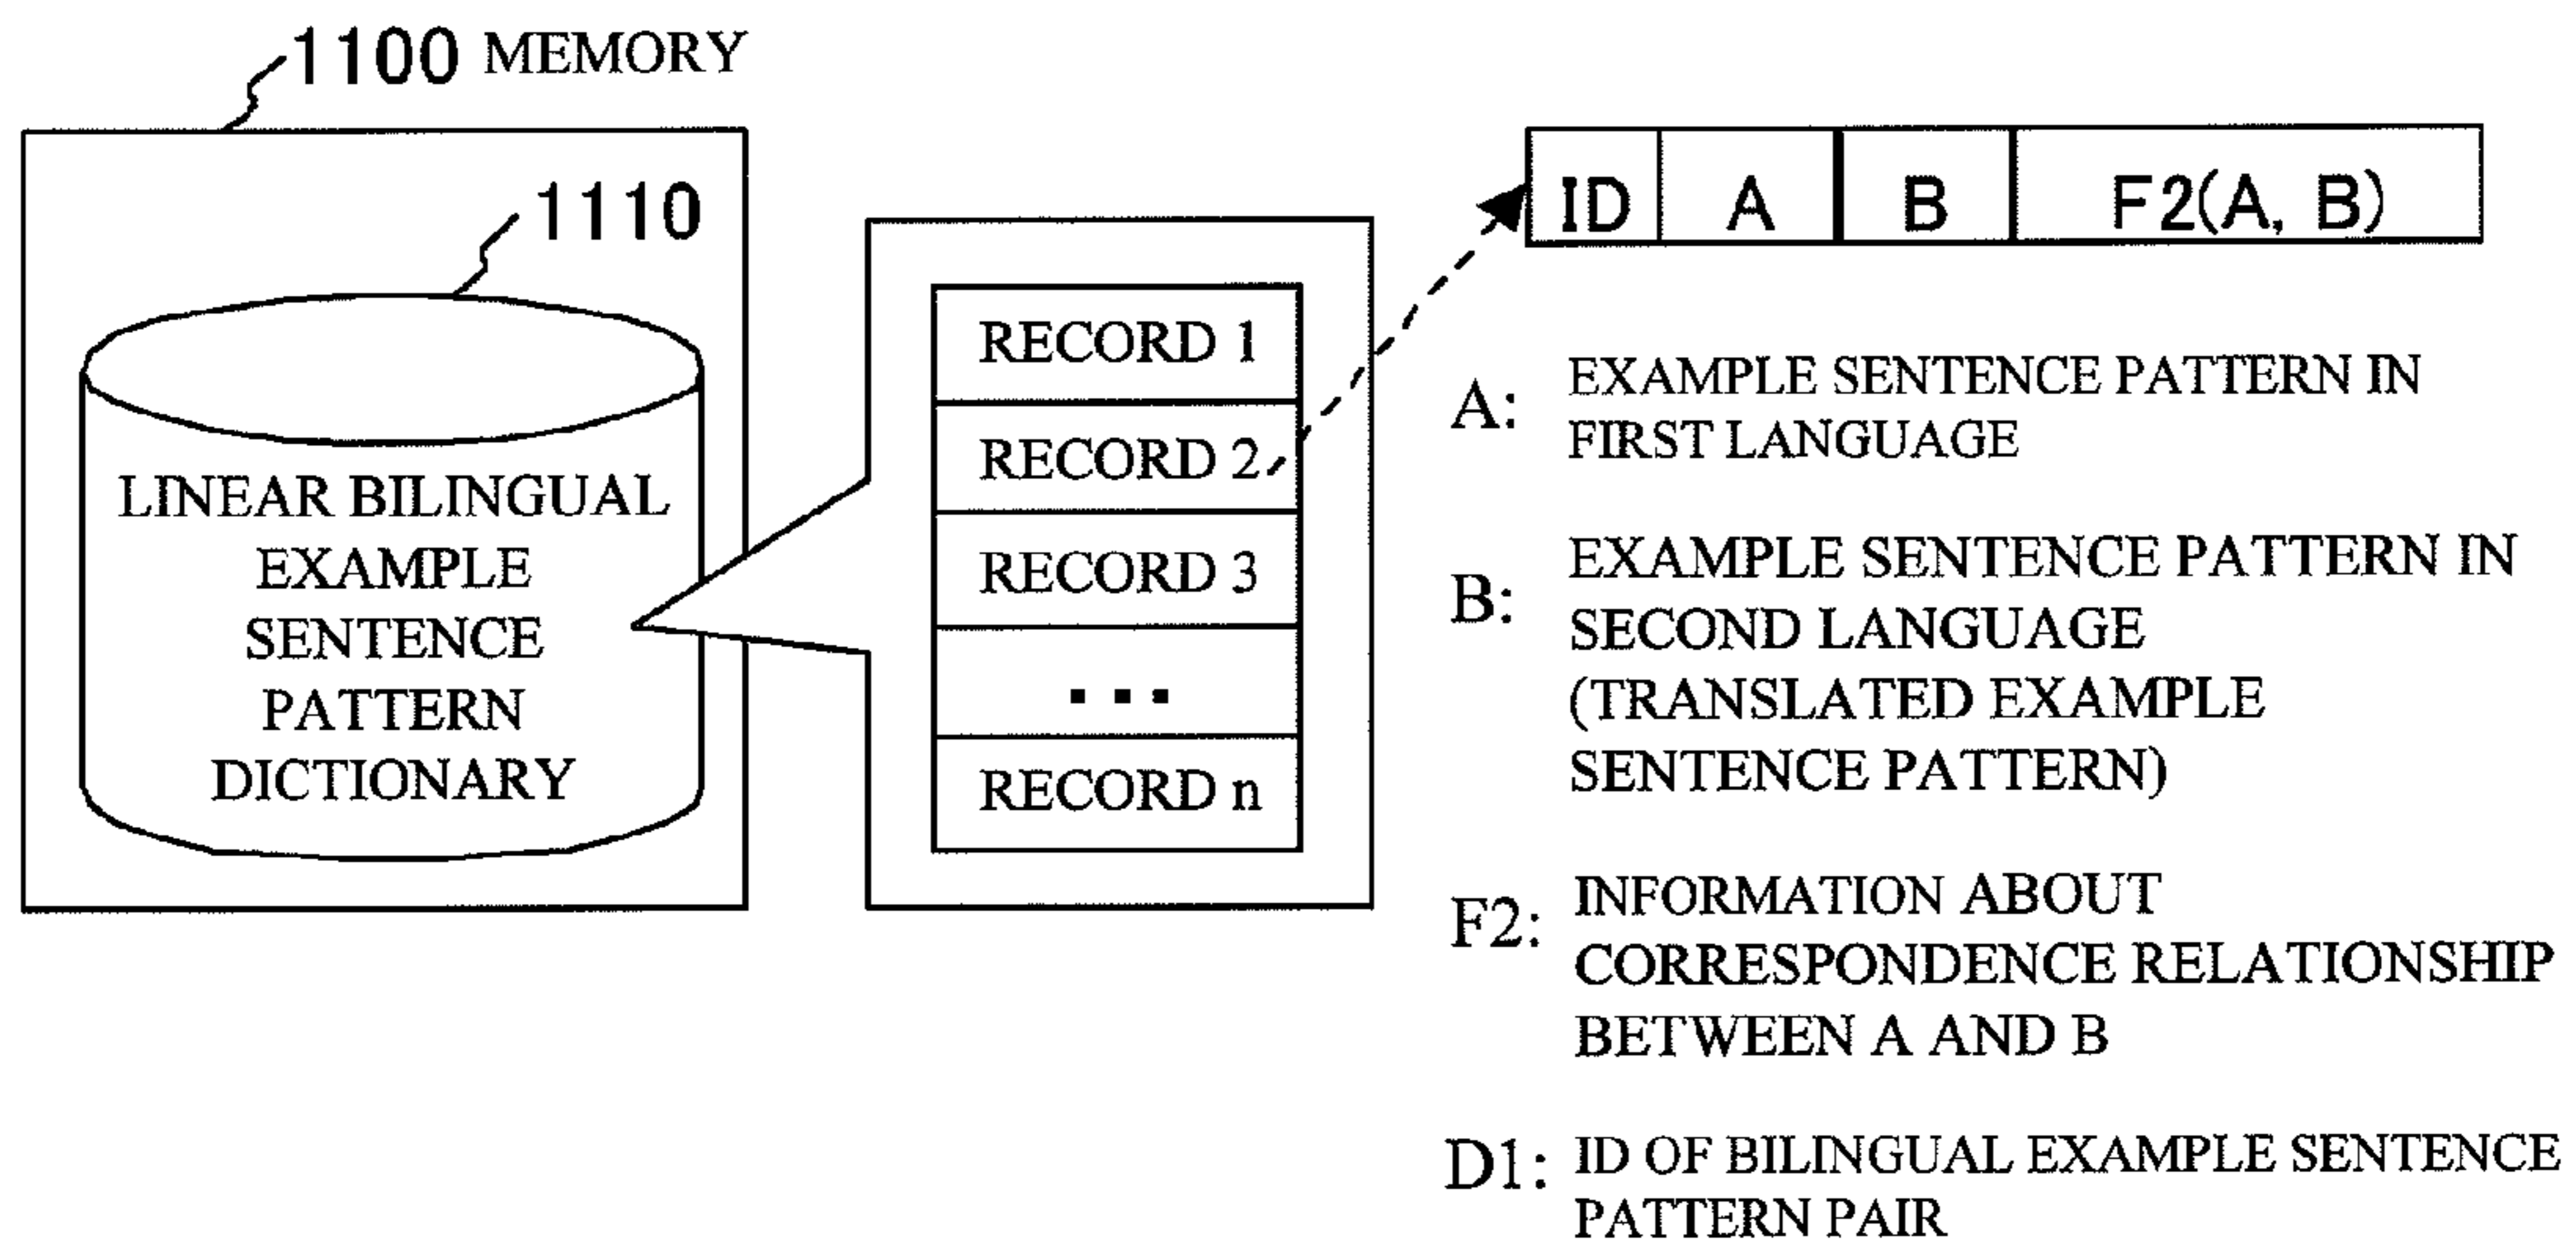 1100 MEMORY
1110
LINEAR BILINGUAL
EXAMPLE
SENTENCE
PATTERN
DICTIONARY
RECORD 1
RECORD 2
RECORD 3
...
RECORD n
ID A B F2(A, B)
A: EXAMPLE SENTENCE PATTERN IN
FIRST LANGUAGE
B: EXAMPLE SENTENCE PATTERN IN
SECOND LANGUAGE
(TRANSLATED EXAMPLE
SENTENCE PATTERN)
F2: INFORMATION ABOUT
CORRESPONDENCE RELATIONSHIP
BETWEEN A AND B
D1: ID OF BILINGUAL EXAMPLE SENTENCE
PATTERN PAIR